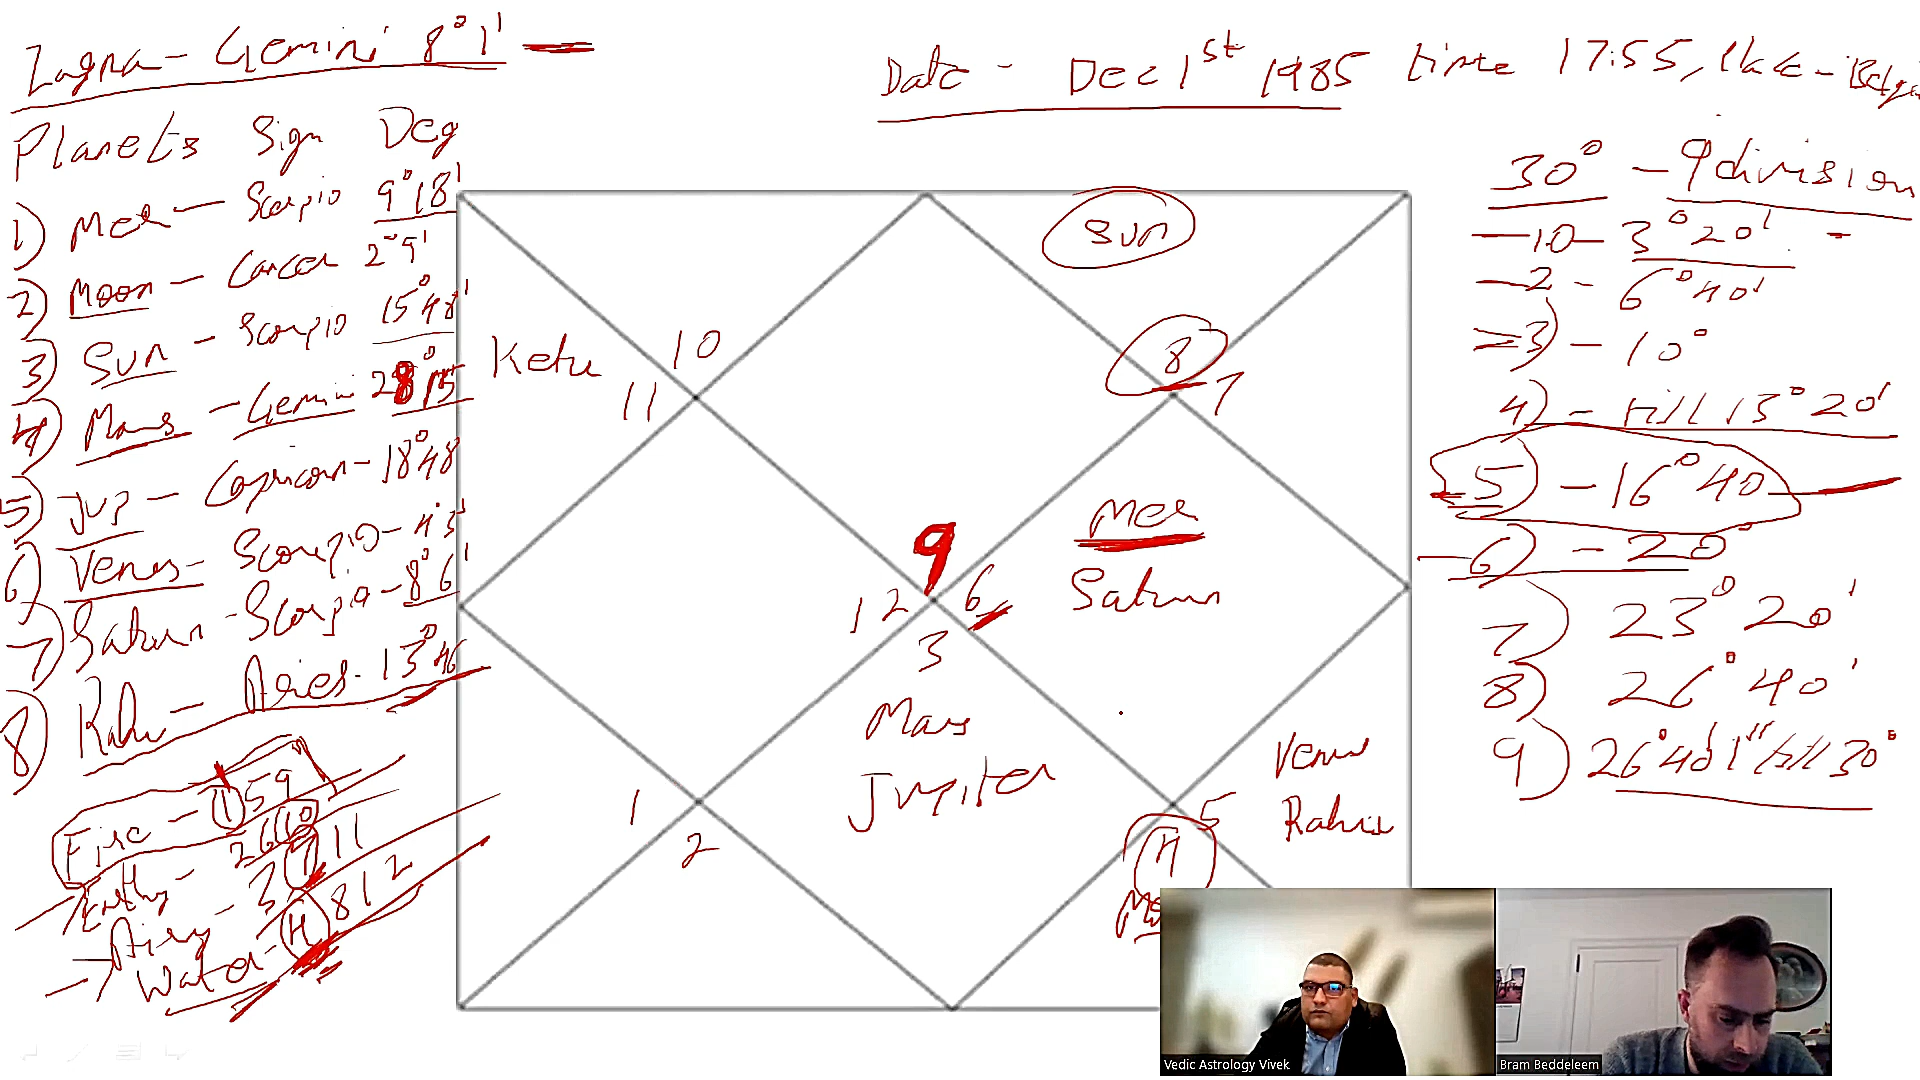 Lagna - Gemini 8°1'
Date - Dec 1st 1985 time 17:55, Place -
Planets Sign Deg
1) Mer - Scorpio 9°18'
2) Moon - Cancer 2°9'
3) Sun - Scorpio 15°48'
4) Mars - Gemini 28°15
5) Jup - Capricorn - 18°48
6) Venus - Scorpio - 4°3'
7) Saturn - Scorpio - 8°6'
8) Rahu - Aries - 13°46
Fire - 1 5 9
Earthy - 2 6 10
Airy - 3 7 11
Water - 4 8 12
Sun
Ketu
10
11
8
7
9
Mer
Saturn
12
6
3
Mars
Jupiter
Venus
Rahu
1
2
5
4
30° - 9 division
- 10 - 3°20' -
- 2 - 6°40'
3) - 10°
4) - till 13°20'
5) - 16°40
6) - 20°
7) 23°20'
8) 26°40'
9) 26°40'1" till 30°
Vedic Astrology Vivek
Bram Beddeleem